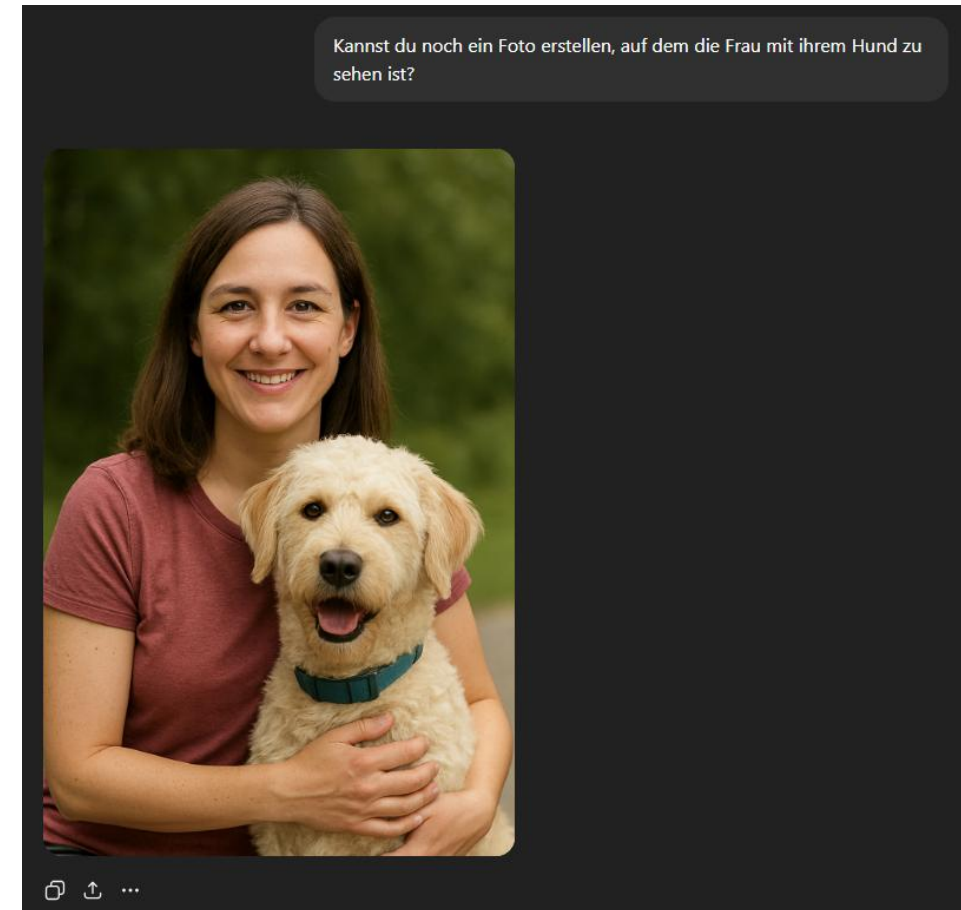 Kannst du noch ein Foto erstellen, auf dem die Frau mit ihrem Hund zu
sehen ist?